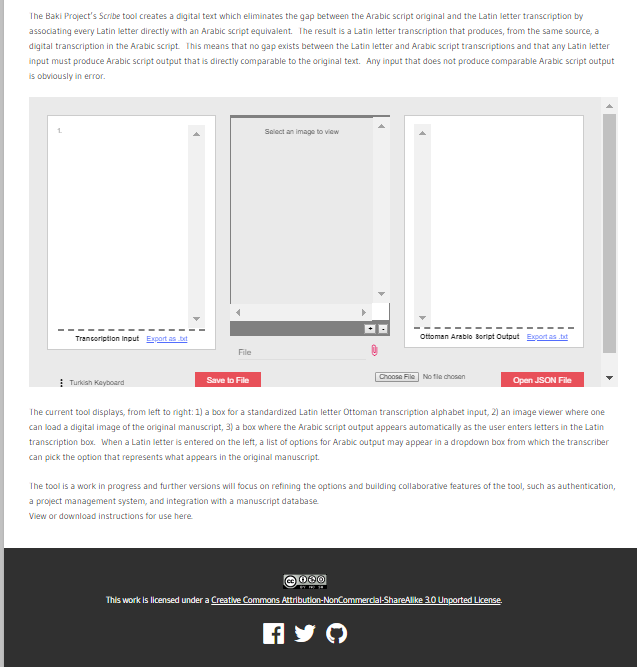 The Baki Project's Scribe tool creates a digital text which eliminates the gap between the Arabic script original and the Latin letter transcription by
associating every Latin letter directly with an Arabic script equivalent. The result is a Latin letter transcription that produces, from the same source, a
digital transcription in the Arabic script. This means that no gap exists between the Latin letter and Arabic script transcriptions and that any Latin letter
input must produce Arabic script output that is directly comparable to the original text. Any input that does not produce comparable Arabic script output
is obviously in error.
1.
Select an image to view
+ -
Transcription Input Export as .txt
Ottoman Arabic Script Output Export as .txt
File
Turkish Keyboard
Save to File
Choose File No file chosen
Open JSON File
The current tool displays, from left to right: 1) a box for a standardized Latin letter Ottoman transcription alphabet input, 2) an image viewer where one
can load a digital image of the original manuscript, 3) a box where the Arabic script output appears automatically as the user enters letters in the Latin
transcription box. When a Latin letter is entered on the left, a list of options for Arabic output may appear in a dropdown box from which the transcriber
can pick the option that represents what appears in the original manuscript.
The tool is a work in progress and further versions will focus on refining the options and building collaborative features of the tool, such as authentication,
a project management system, and integration with a manuscript database.
View or download instructions for use here.
cc
BY NC SA
This work is licensed under a Creative Commons Attribution-NonCommercial-ShareAlike 3.0 Unported License.